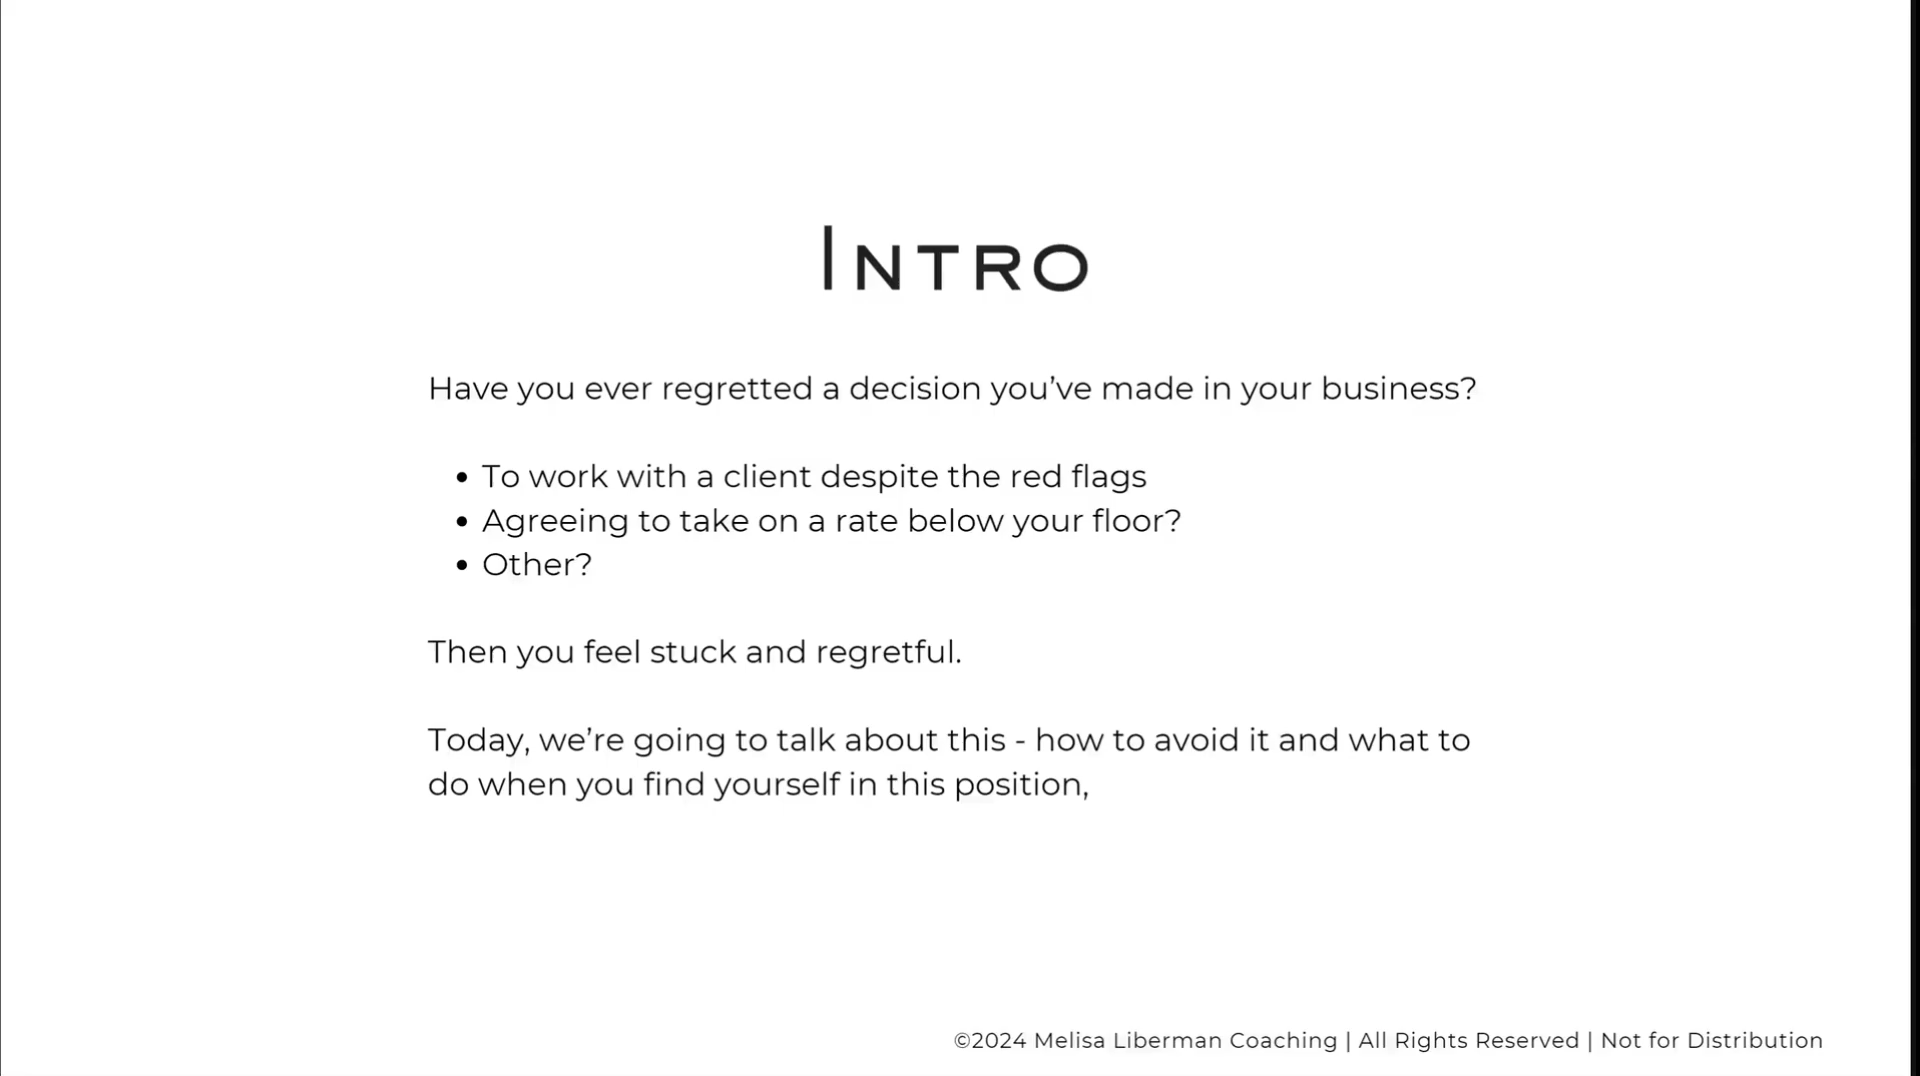 Intro
Have you ever regretted a decision you’ve made in your business?
• To work with a client despite the red flags
• Agreeing to take on a rate below your floor?
• Other?
Then you feel stuck and regretful.
Today, we’re going to talk about this - how to avoid it and what to
do when you find yourself in this position,
©2024 Melisa Liberman Coaching | All Rights Reserved | Not for Distribution